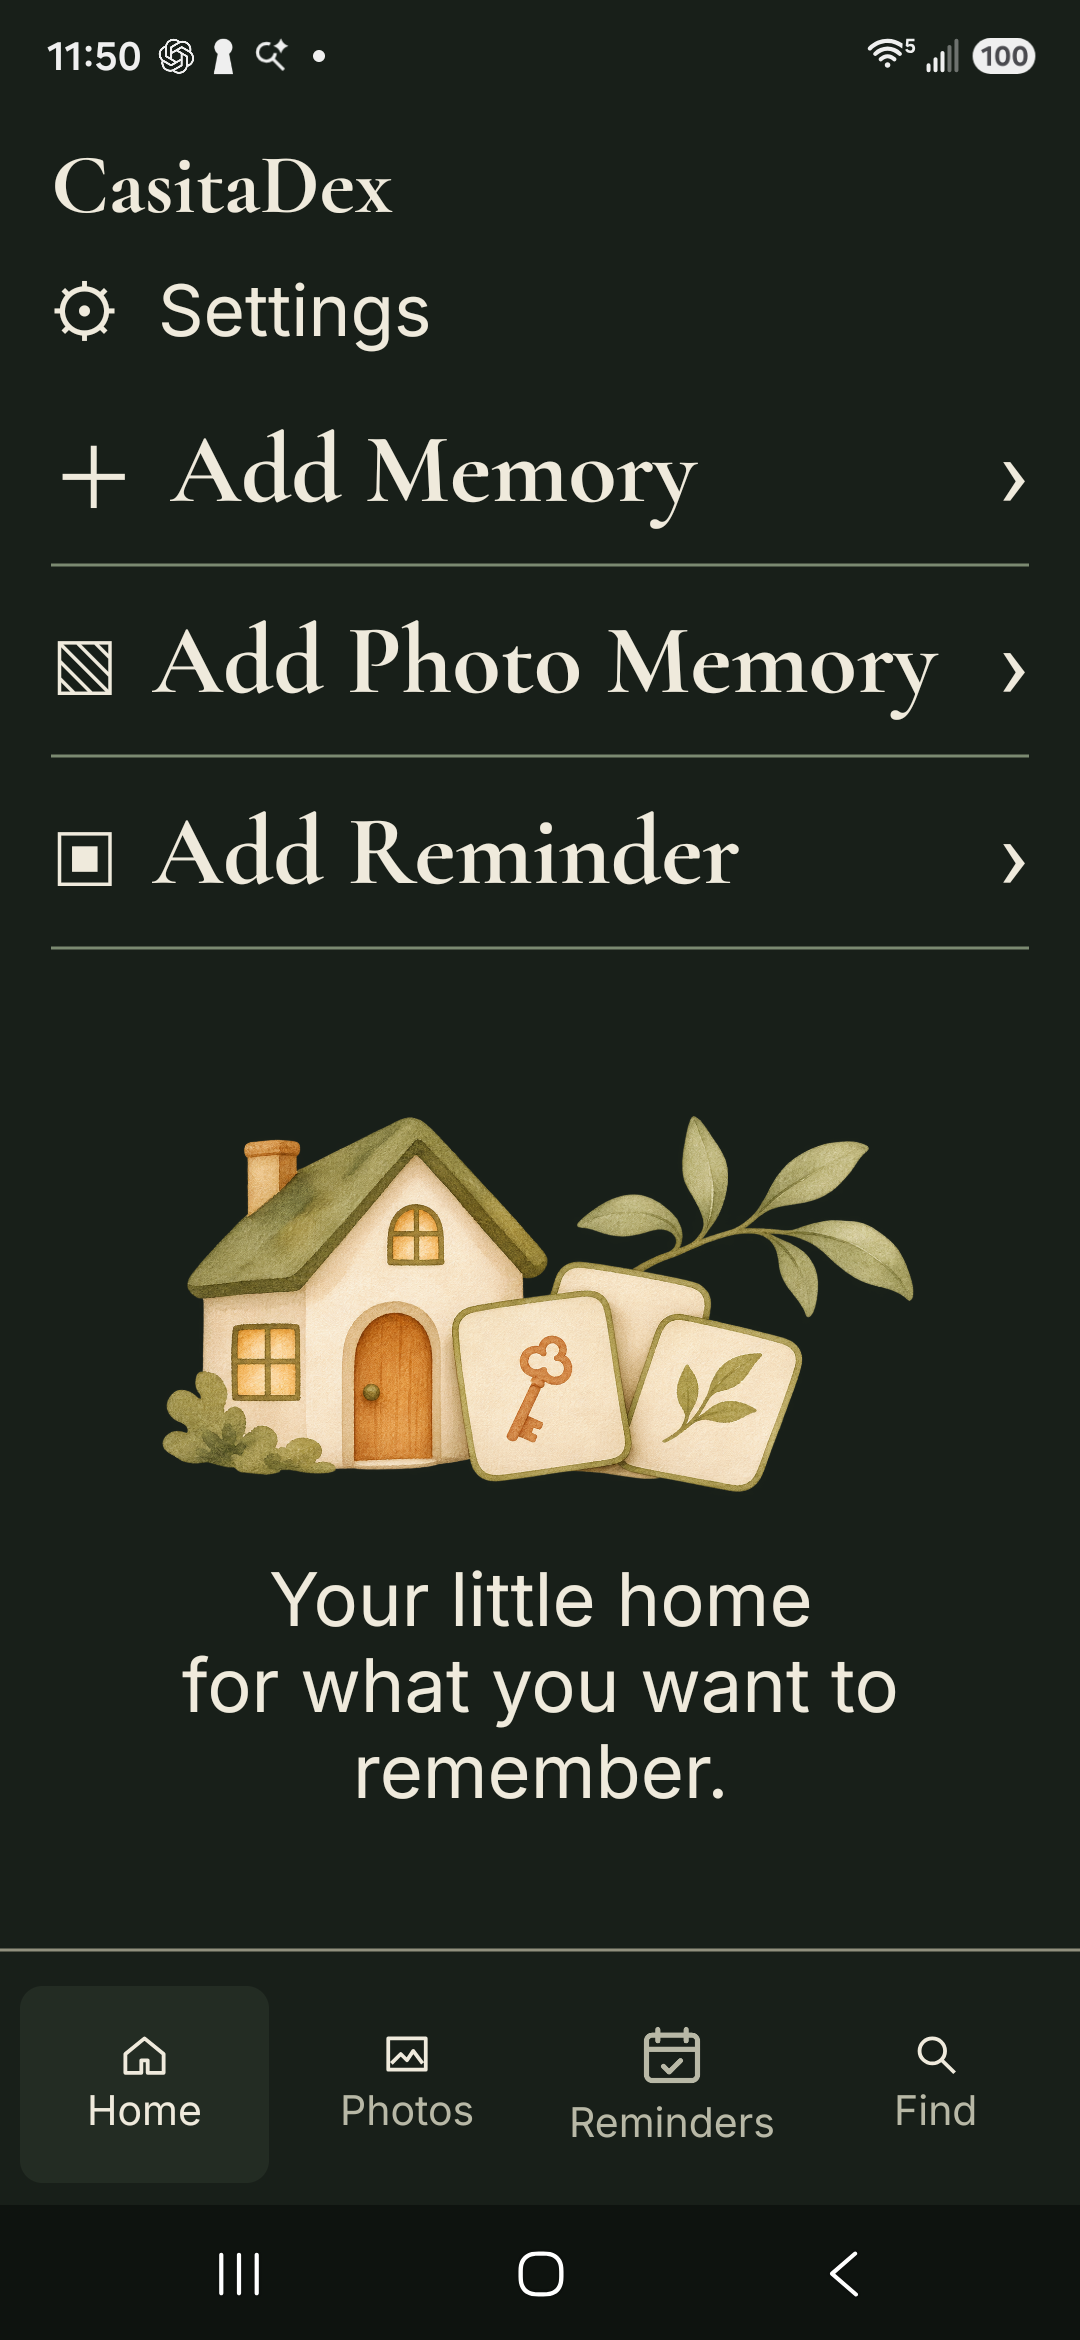 11:50
5
100
CasitaDex
Settings
Add Memory
Add Photo Memory
Add Reminder
Your little home
for what you want to
remember.
Home
Photos
Reminders
Find